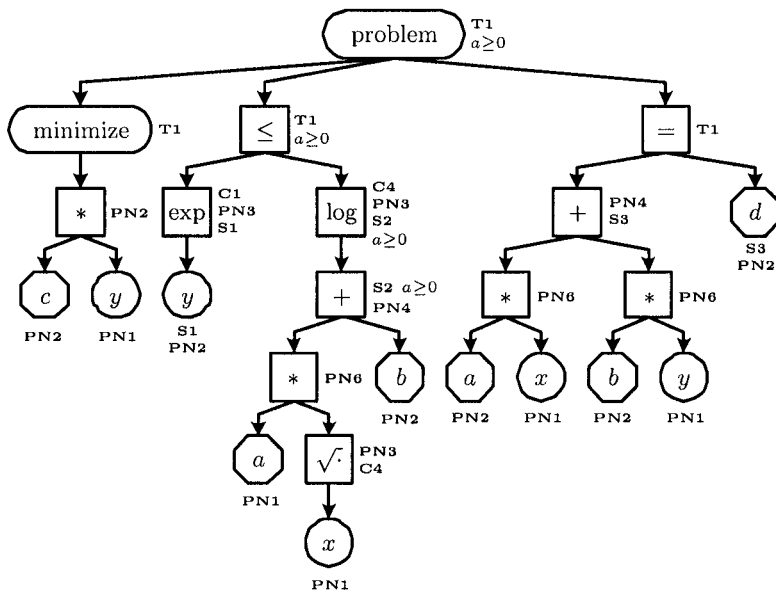 problem T1
a≥0
minimize T1
≤ T1
a≥0
= T1
* PN2
exp C1
PN3
S1
log C4
PN3
S2
a≥0
+ PN4
S3
d
S3
PN2
c
PN2
y
PN1
y
S1
PN2
+ S2 a≥0
PN4
* PN6
* PN6
* PN6
b
PN2
a
PN2
x
PN1
b
PN2
y
PN1
a
PN1
√· PN3
C4
x
PN1